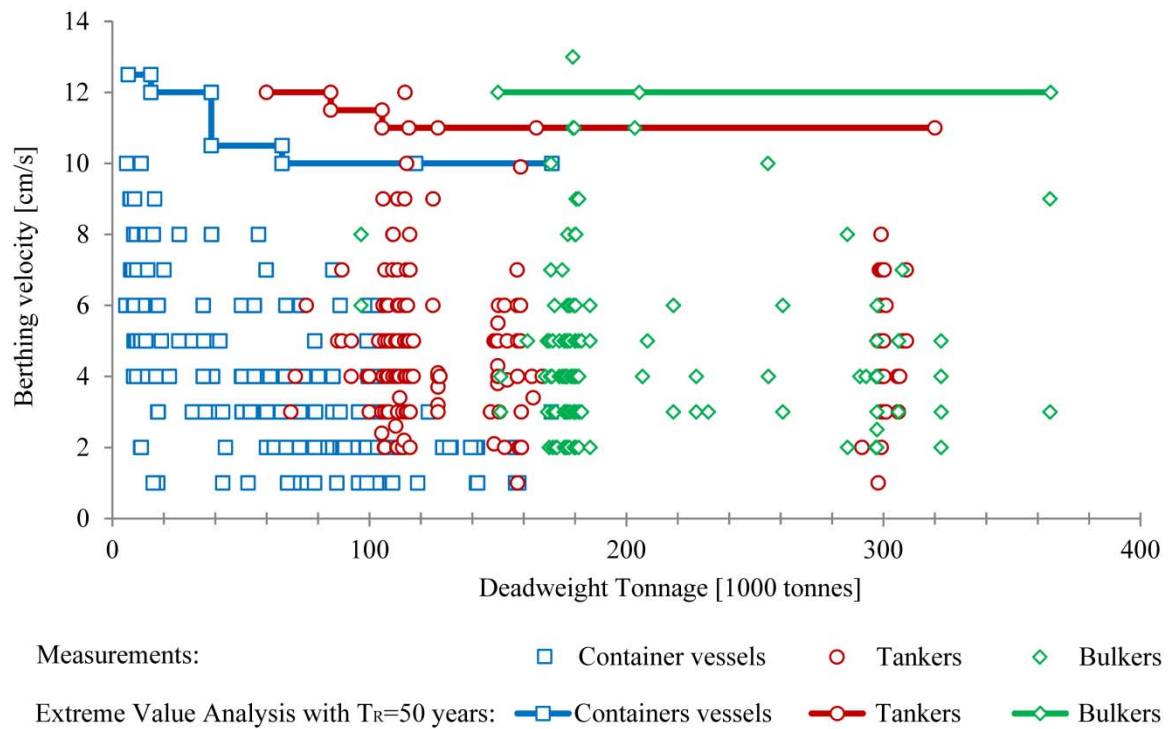 14
12
10
8
6
4
2
0
Berthing velocity [cm/s]
0 100 200 300 400
Deadweight Tonnage [1000 tonnes]
Measurements: Container vessels Tankers Bulkers
Extreme Value Analysis with TR=50 years: Containers vessels Tankers Bulkers